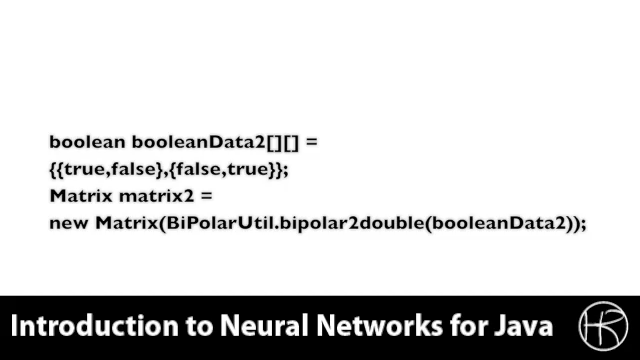 boolean booleanData2[][] =
{{true,false},{false,true}};
Matrix matrix2 =
new Matrix(BiPolarUtil.bipolar2double(booleanData2));
Introduction to Neural Networks for Java